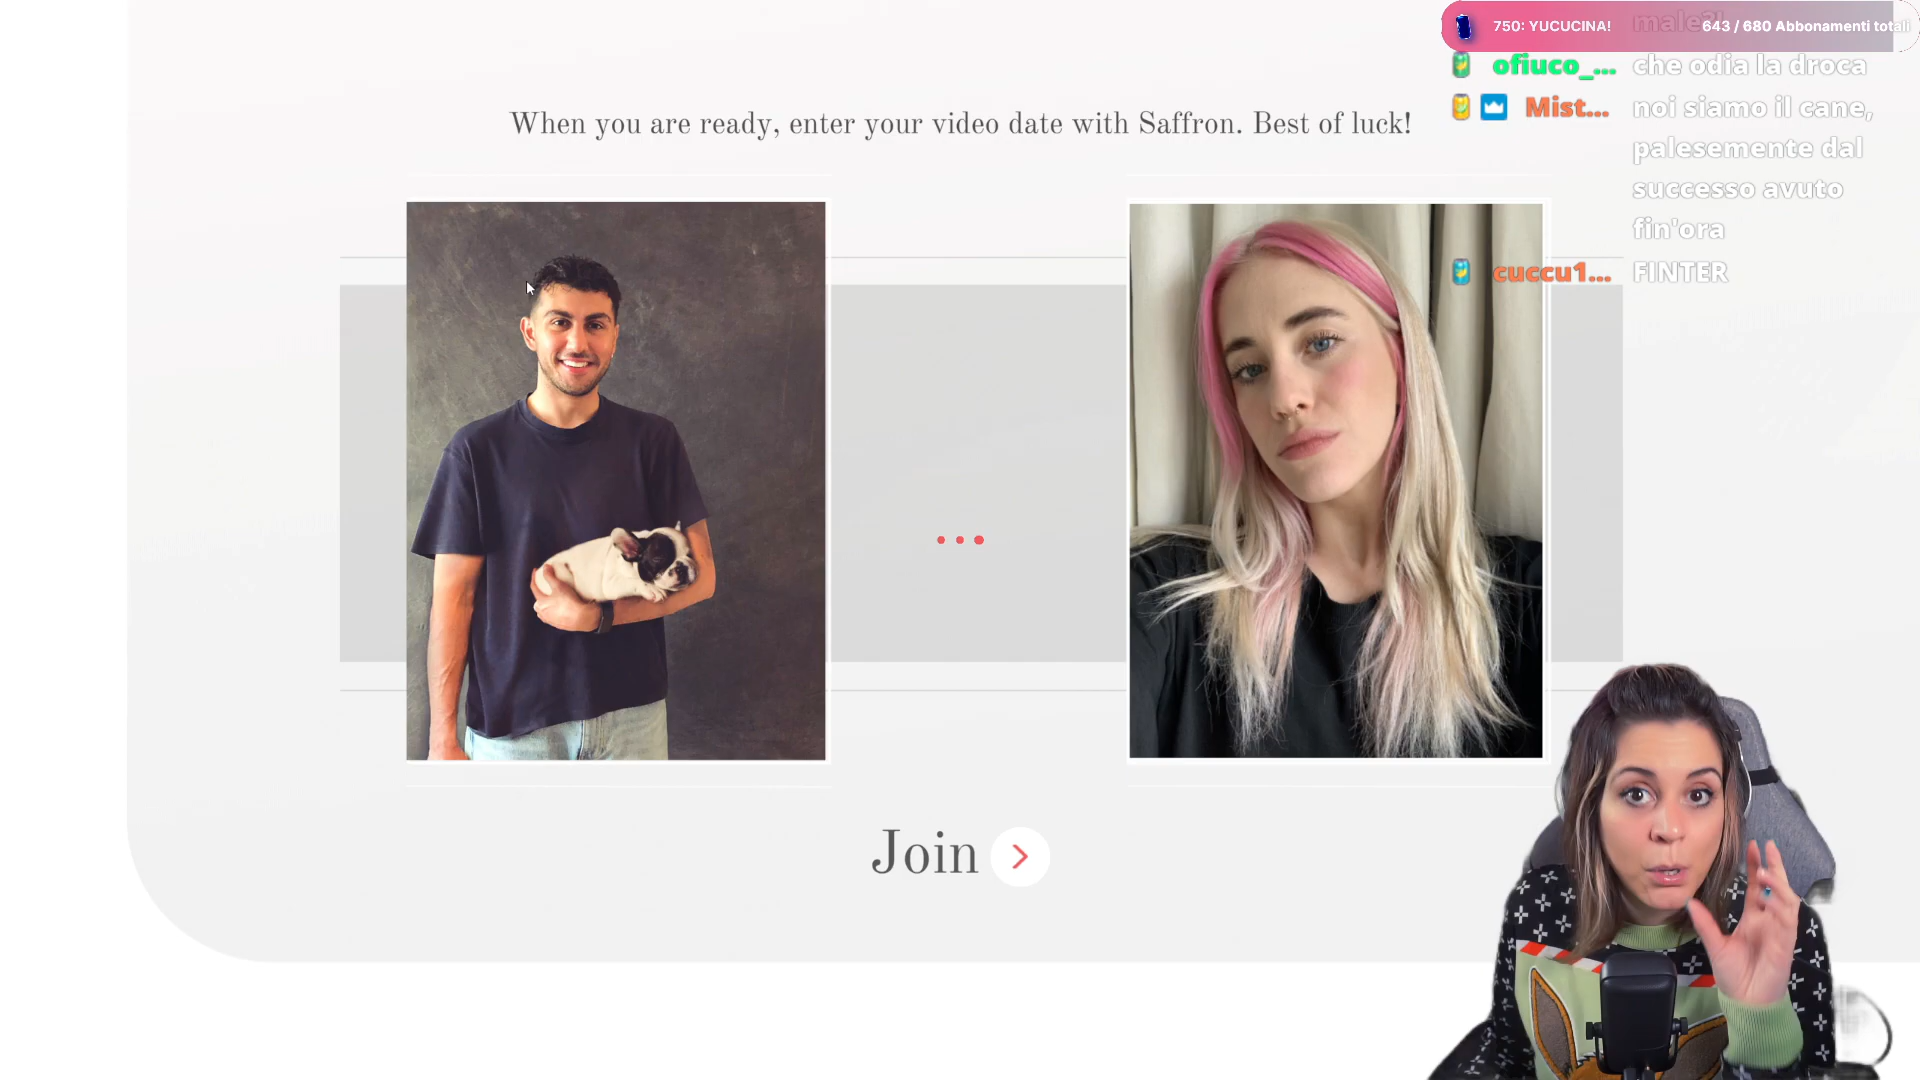 750: YUCUCINA!
643 / 680 Abbonamenti totali
male?!
ofiuco_... che odia la droca
Mist... noi siamo il cane,
palesemente dal
successo avuto
fin'ora
cuccu1... FINTER
When you are ready, enter your video date with Saffron. Best of luck!
Join